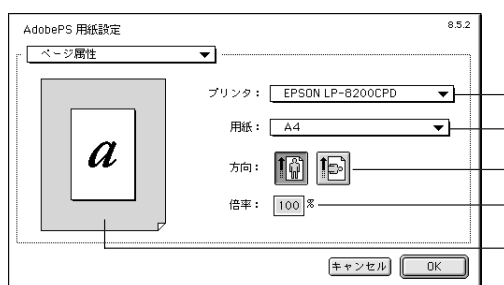 AdobePS 用紙設定
8.5.2
ページ属性
プリンタ： EPSON LP-8200CPD
用紙： A4
方向：
倍率： 100 %
a
キャンセル OK